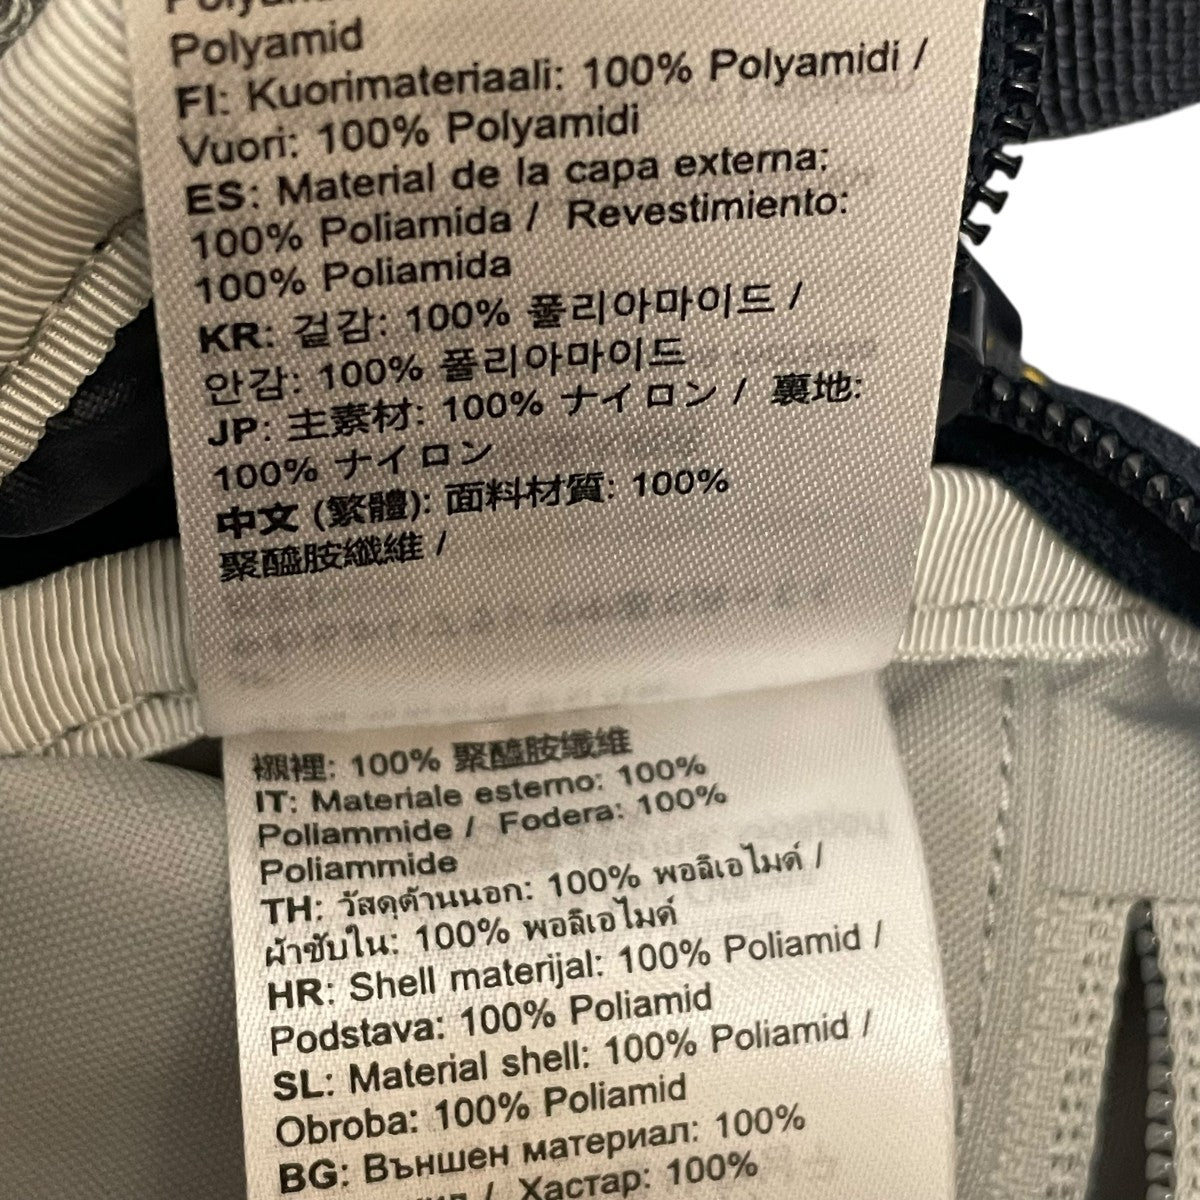 Polyamid
FI: Kuorimateriaali: 100% Polyamidi /
Vuori: 100% Polyamidi
ES: Material de la capa externa:
100% Poliamida / Revestimiento:
100% Poliamida
KR: 겉감: 100% 폴리아마이드 /
안감: 100% 폴리아마이드
JP: 主素材: 100% ナイロン / 裏地:
100% ナイロン
中文 (繁體): 面料材質: 100%
聚醯胺纖維 /
襯裡: 100% 聚醯胺纖維
IT: Materiale esterno: 100%
Poliammide / Fodera: 100%
Poliammide
TH: วัสดุด้านนอก: 100% พอลิเอไมด์ /
ผ้าซับใน: 100% พอลิเอไมด์
HR: Shell materijal: 100% Poliamid /
Podstava: 100% Poliamid
SL: Material shell: 100% Poliamid /
Obroba: 100% Poliamid
BG: Външен материал: 100%
/ Хастар: 100%